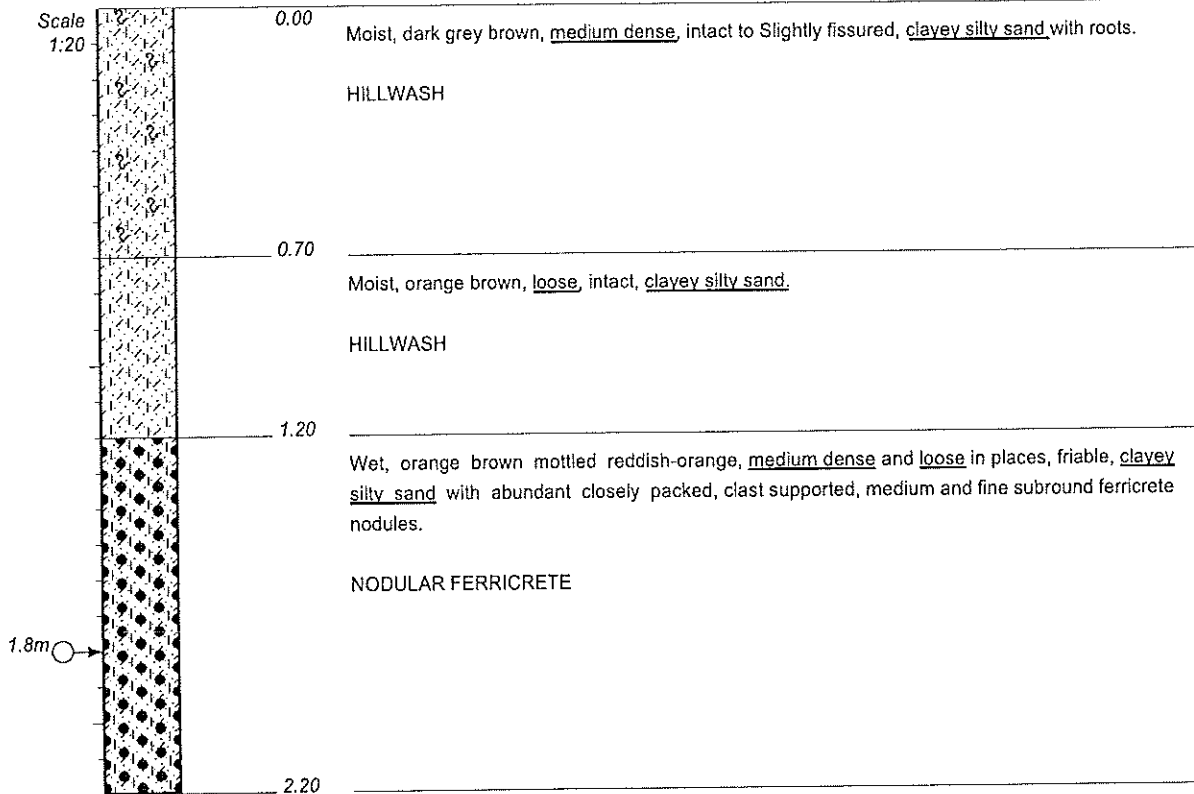 Scale
1:20
0.00
Moist, dark grey brown, medium dense, intact to Slightly fissured, clayey silty sand with roots.
HILLWASH
0.70
Moist, orange brown, loose, intact, clayey silty sand.
HILLWASH
1.20
Wet, orange brown mottled reddish-orange, medium dense and loose in places, friable, clayey
silty sand with abundant closely packed, clast supported, medium and fine subround ferricrete
nodules.
NODULAR FERRICRETE
1.8m
2.20